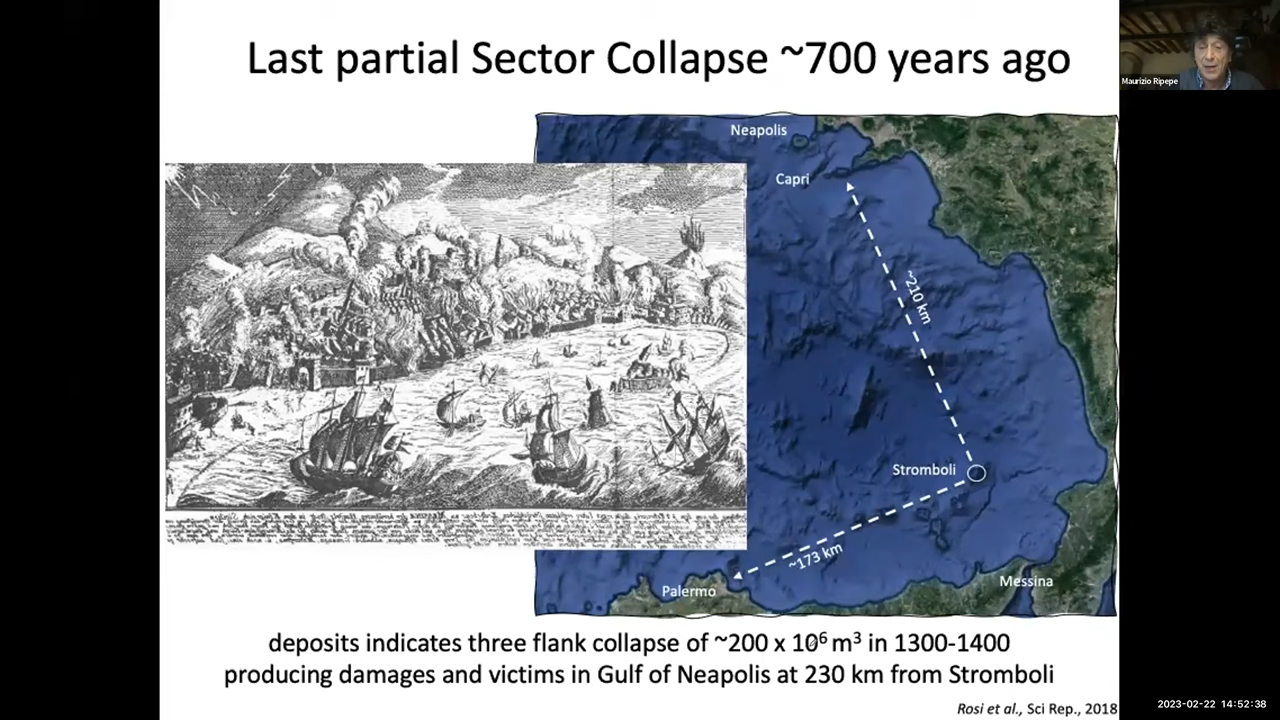 Last partial Sector Collapse ~700 years ago
Maurizio Ripepe
Neapolis
Capri
~210 km
Stromboli
~173 km
Palermo
Messina
deposits indicates three flank collapse of ~200 x 10⁶ m³ in 1300-1400
producing damages and victims in Gulf of Neapolis at 230 km from Stromboli
Rosi et al., Sci Rep., 2018
2023-02-22 14:52:38